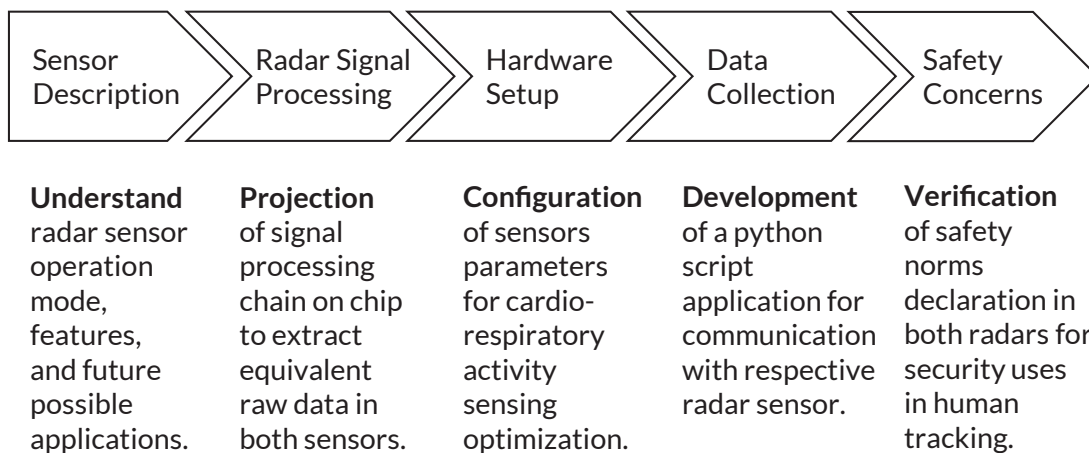 Sensor
Description
Radar Signal
Processing
Hardware
Setup
Data
Collection
Safety
Concerns
Understand
radar sensor
operation
mode,
features,
and future
possible
applications.
Projection
of signal
processing
chain on chip
to extract
equivalent
raw data in
both sensors.
Configuration
of sensors
parameters
for cardio-
respiratory
activity
sensing
optimization.
Development
of a python
script
application for
communication
with respective
radar sensor.
Verification
of safety
norms
declaration in
both radars for
security uses
in human
tracking.